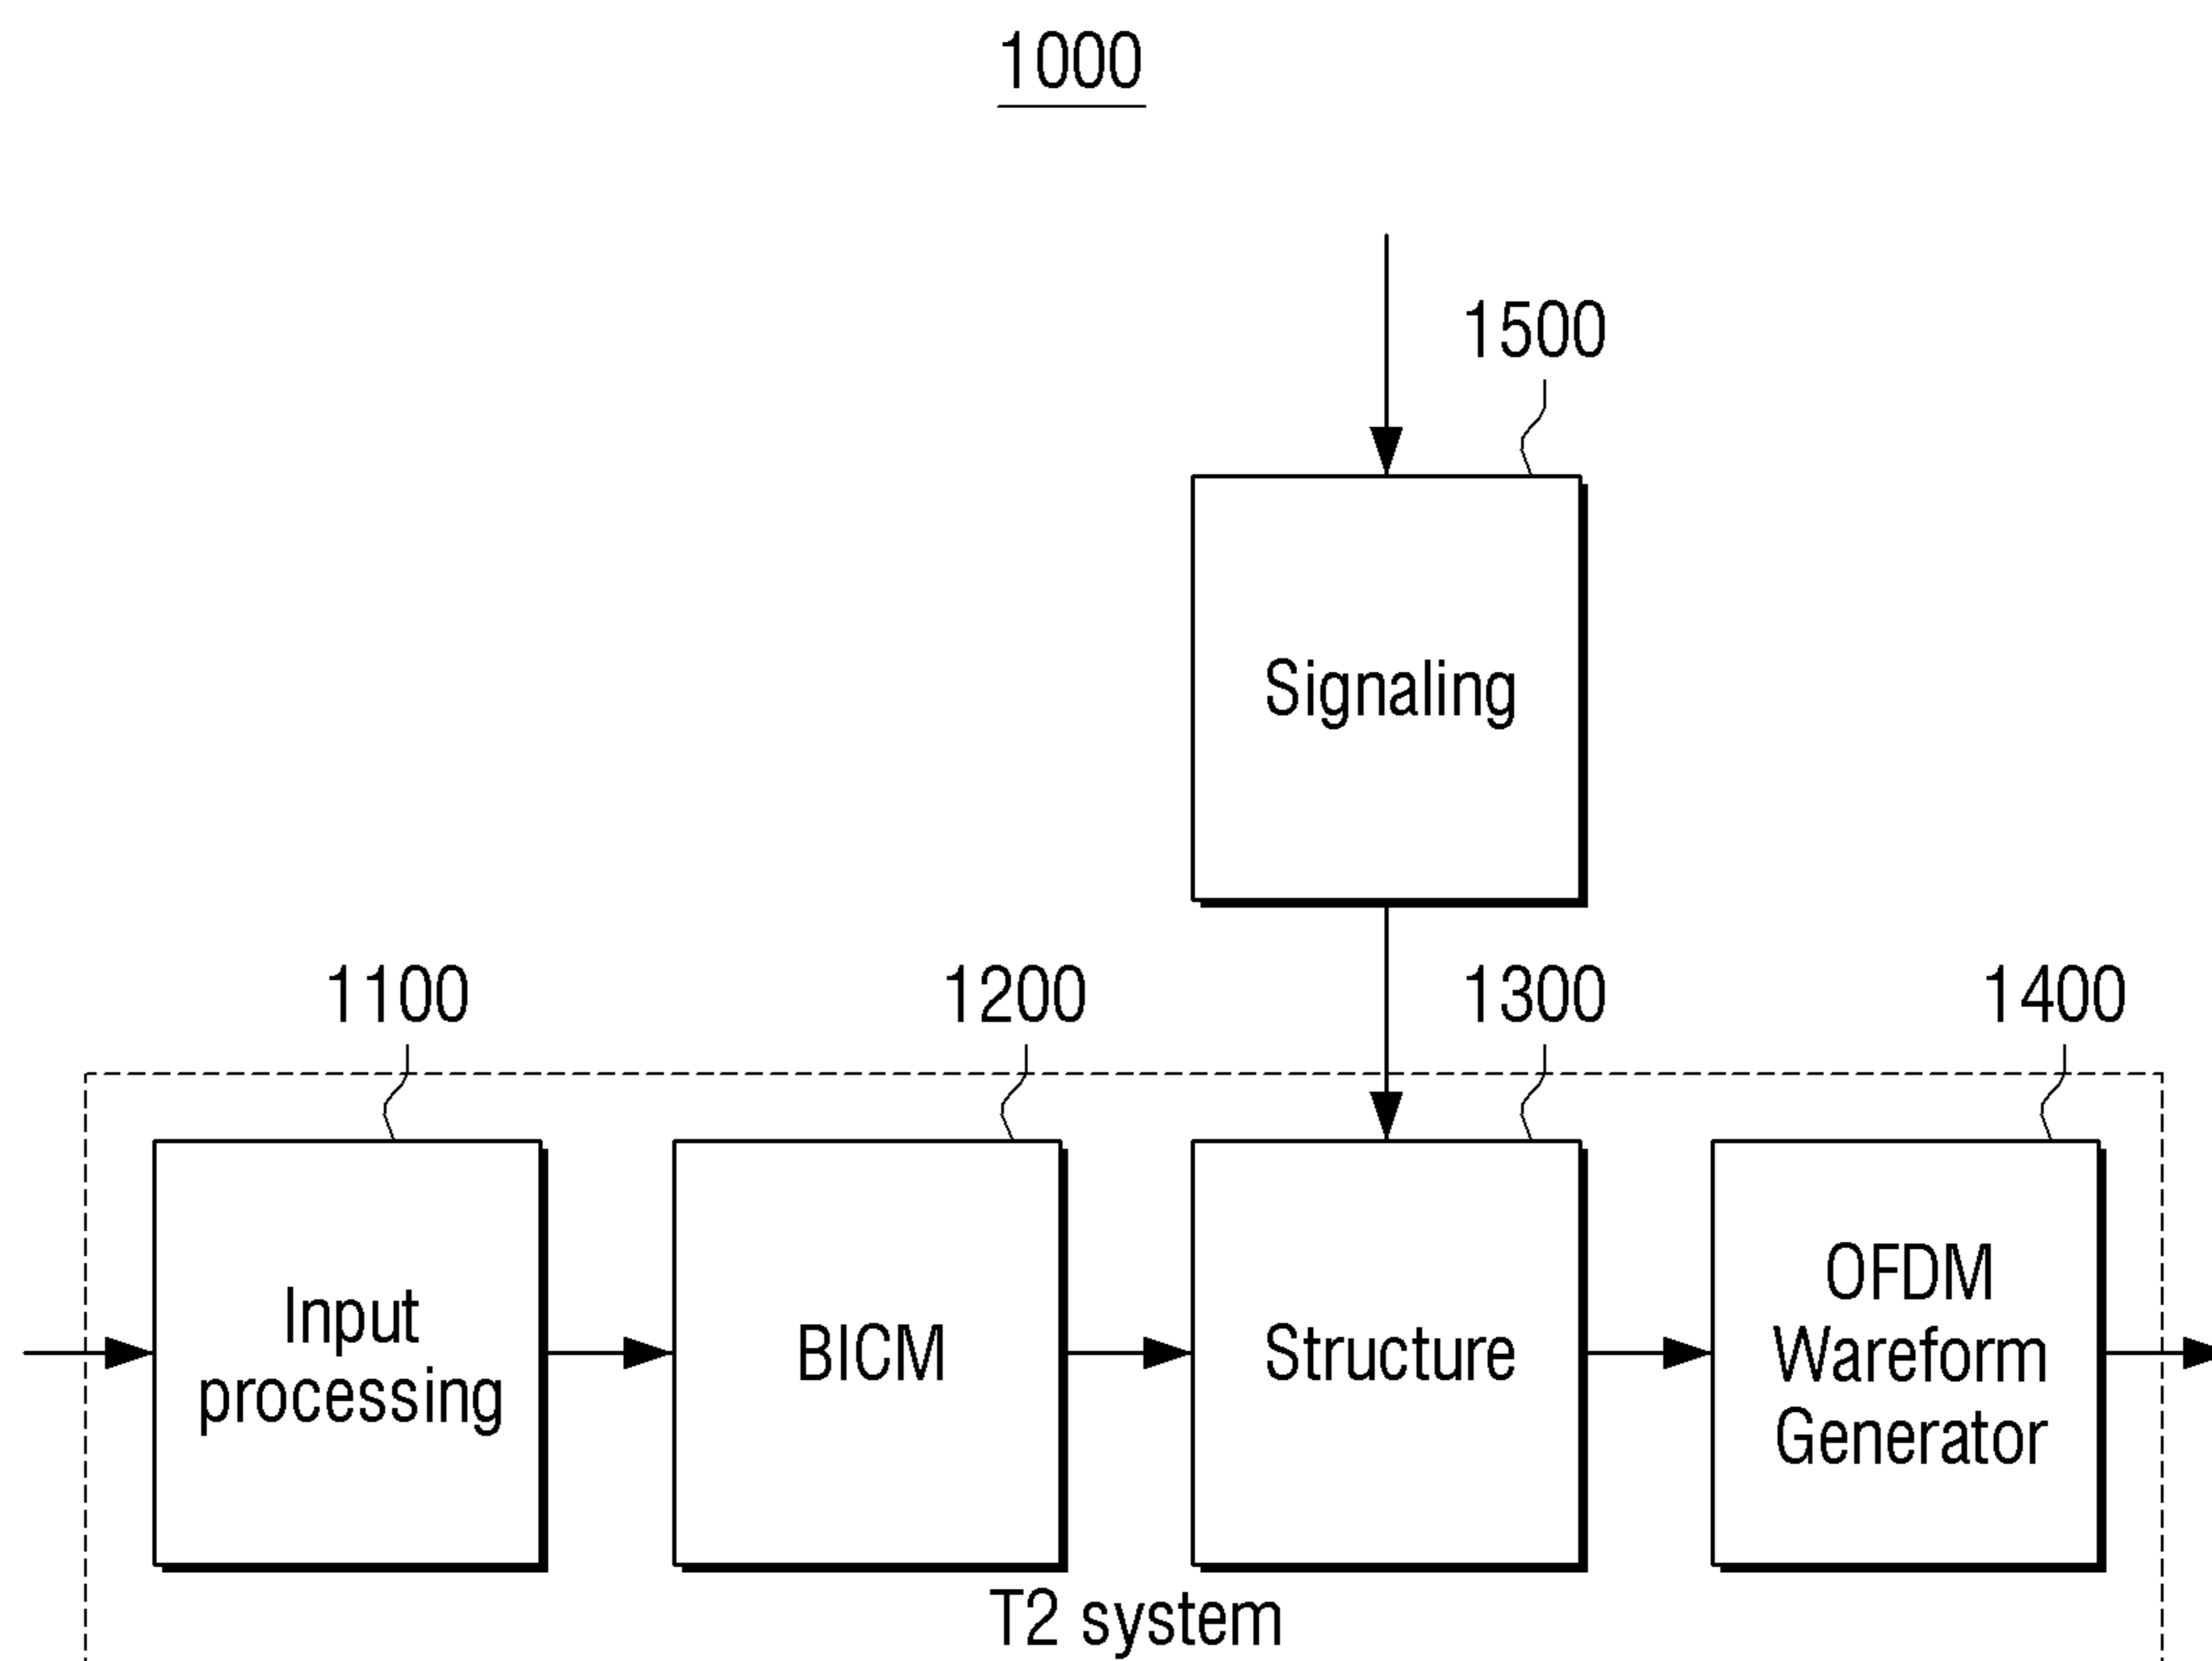 1000
1500
Signaling
1100
1200
1300
1400
Input
processing
BICM
Structure
OFDM
Wareform
Generator
T2 system